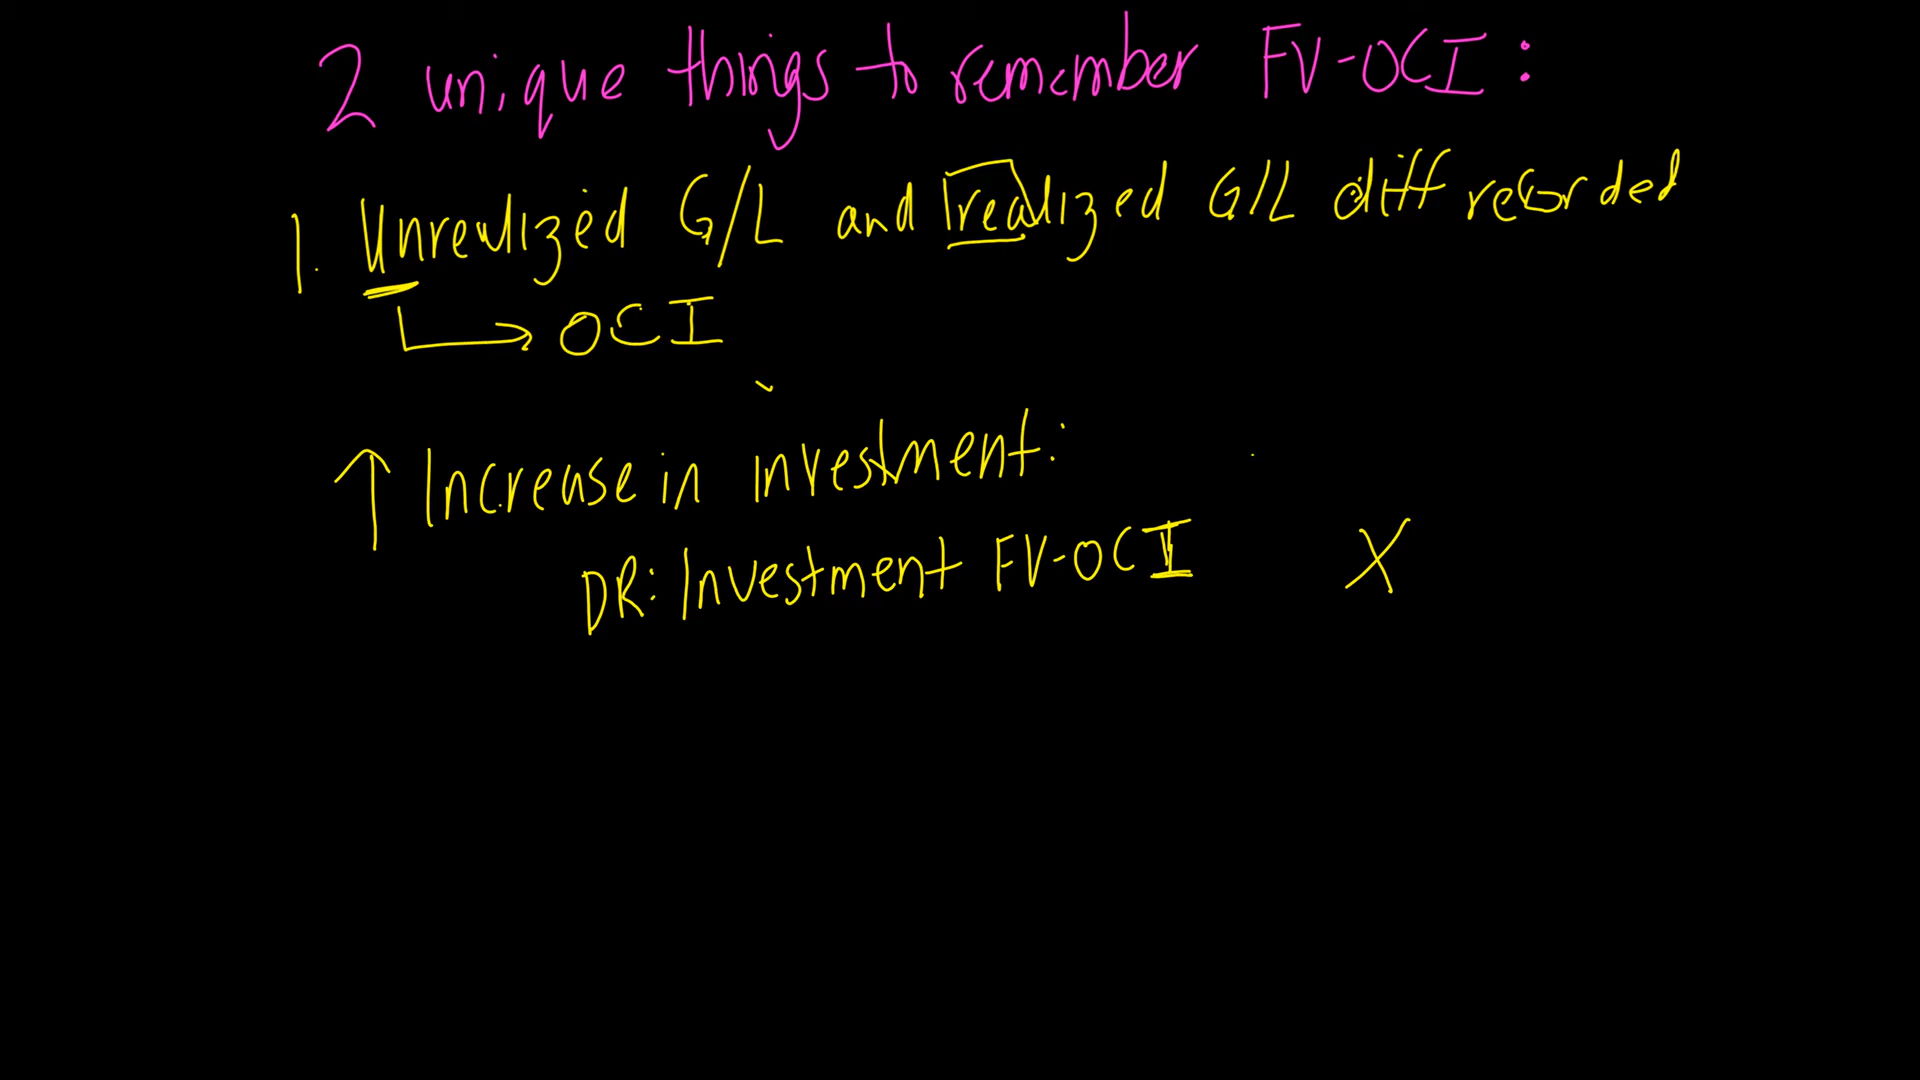 2 unique things to remember FV-OCI:
1. Unrealized G/L and realized G/L diff recorded
OCI
↑ Increase in investment:
DR: Investment FV-OCI X